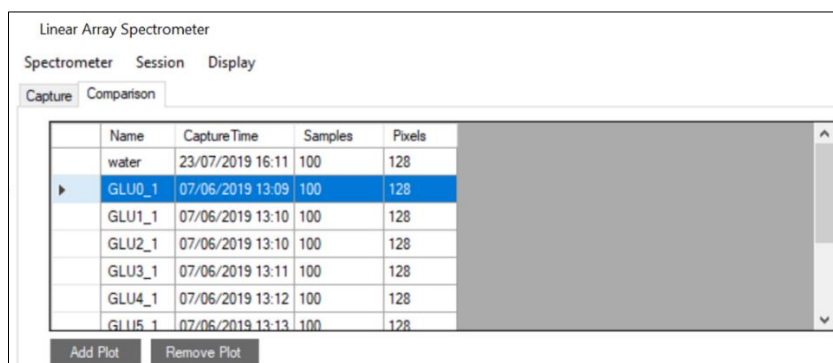 Linear Array Spectrometer
Spectrometer Session Display
Capture Comparison
Name CaptureTime Samples Pixels
water 23/07/2019 16:11 100 128
GLU0_1 07/06/2019 13:09 100 128
GLU1_1 07/06/2019 13:10 100 128
GLU2_1 07/06/2019 13:10 100 128
GLU3_1 07/06/2019 13:11 100 128
GLU4_1 07/06/2019 13:12 100 128
GLU5_1 07/06/2019 13:13 100 128
Add Plot Remove Plot